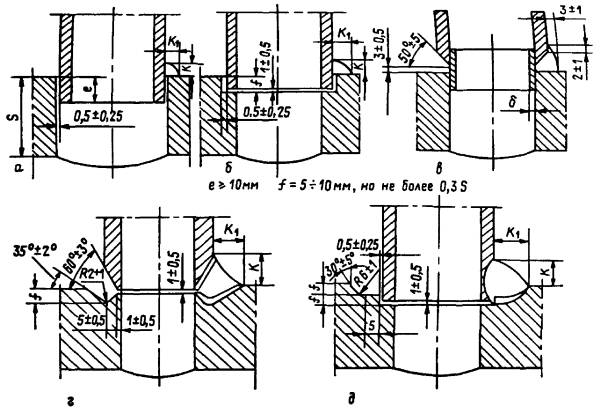 K₁
K
e
S
0,5±0,25
а
K₁
1±0,5
K
f
0.5±0,25
б
3±1
3±0,5
50°±5
2±1
δ
в
e ≥ 10мм f = 5÷10мм, но не более 0,3 S
35°±2°
60°±3°
R2+1
f
5±0,5
1±0,5
1±0,5
K₁
K
г
0,5±0,25
30°±5°
R6±1
f
5
1±0,5
K₁
K
д